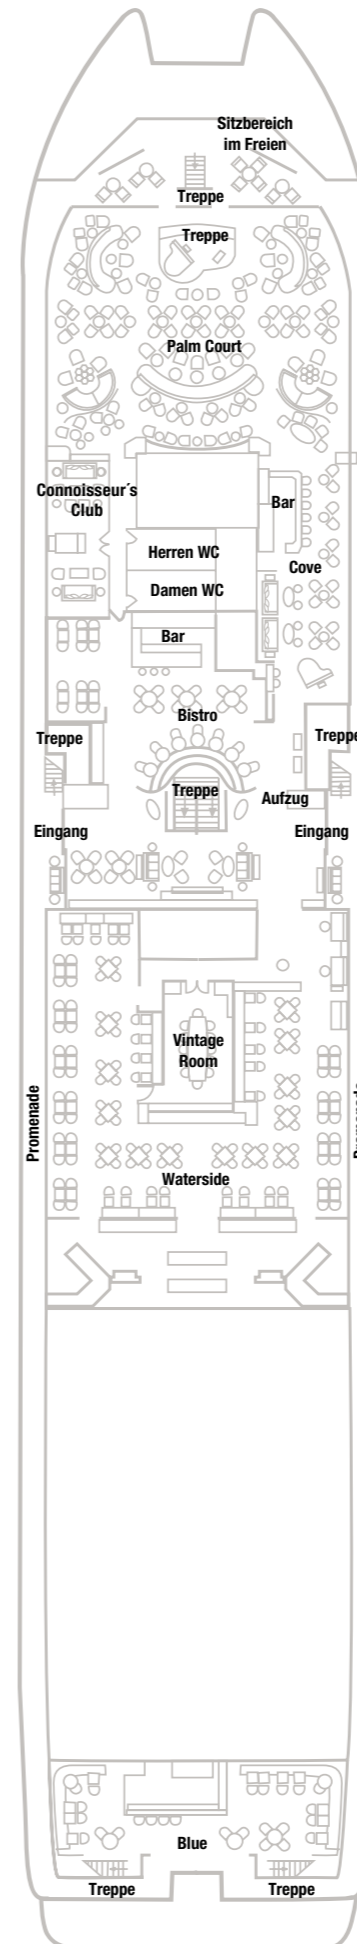 Sitzbereich
im Freien
Treppe
Treppe
Palm Court
Connoisseur´s
Club
Bar
Herren WC
Cove
Damen WC
Bar
Bistro
Treppe
Treppe
Treppe
Aufzug
Eingang
Eingang
Vintage
Room
Promenade
Promenade
Waterside
Blue
Treppe
Treppe